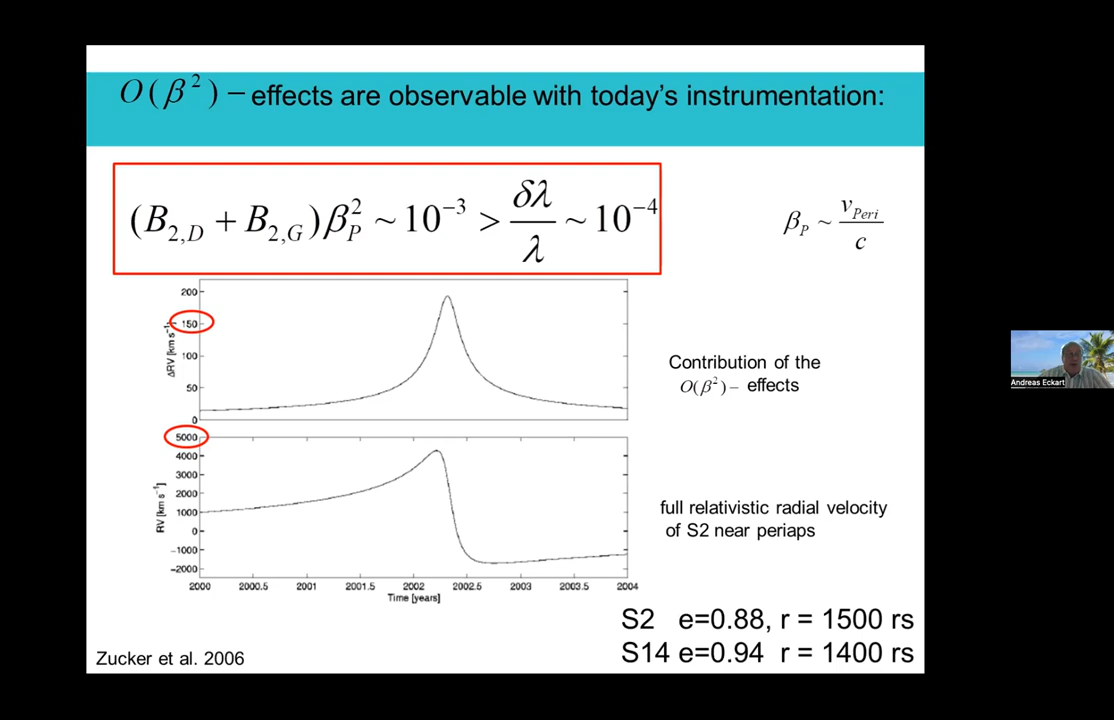 O(β²) – effects are observable with today's instrumentation:
(B₂,D + B₂,G)βₚ² ~ 10⁻³ > δλ/λ ~ 10⁻⁴
βₚ ~ v_Peri/c
ΔRV [km s⁻¹]
200
150
100
50
0
Contribution of the
O(β²) – effects
RV [km s⁻¹]
5000
4000
3000
2000
1000
0
−1000
−2000
2000 2000.5 2001 2001.5 2002 2002.5 2003 2003.5 2004
Time [years]
full relativistic radial velocity
of S2 near periaps
S2 e=0.88, r = 1500 rs
S14 e=0.94 r = 1400 rs
Zucker et al. 2006
Andreas Eckart